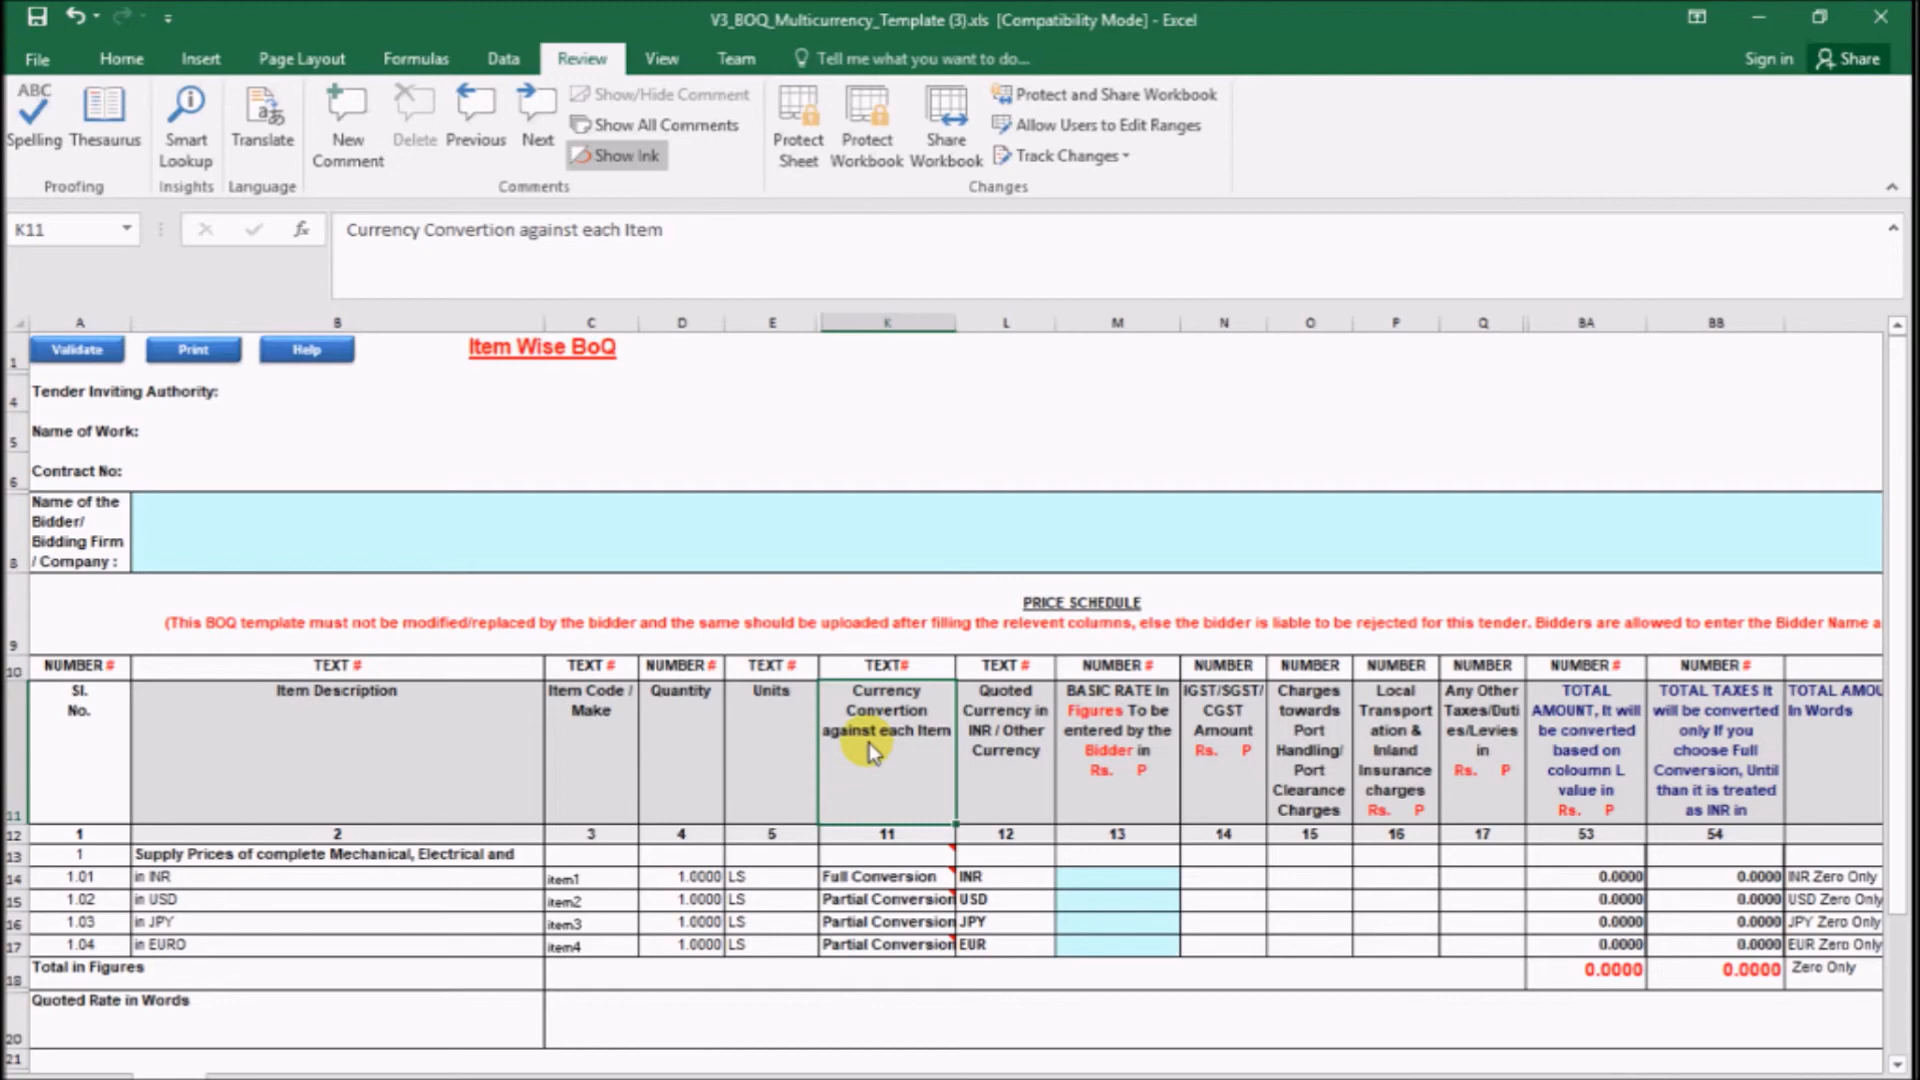 V3_BOQ_Multicurrency_Template (3).xls [Compatibility Mode] - Excel
File Home Insert Page Layout Formulas Data Review View Team Tell me what you want to do... Sign in Share
ABC
Spelling Thesaurus Smart Lookup Translate New Comment Delete Previous Next
Show/Hide Comment
Show All Comments
Show Ink
Protect Sheet Protect Workbook Share Workbook
Protect and Share Workbook
Allow Users to Edit Ranges
Track Changes
Proofing Insights Language Comments Changes
K11 fx Currency Convertion against each Item
A B C D E K L M N O P Q BA BB
1 Validate Print Help Item Wise BoQ
4 Tender Inviting Authority:
5 Name of Work:
6 Contract No:
8 Name of the Bidder/ Bidding Firm / Company :
PRICE SCHEDULE
9 (This BOQ template must not be modified/replaced by the bidder and the same should be uploaded after filling the relevent columns, else the bidder is liable to be rejected for this tender. Bidders are allowed to enter the Bidder Name a
10 NUMBER # TEXT # TEXT # NUMBER # TEXT # TEXT# TEXT # NUMBER # NUMBER NUMBER NUMBER NUMBER NUMBER # NUMBER #
11 Sl. No. Item Description Item Code / Make Quantity Units Currency Convertion against each Item Quoted Currency in INR / Other Currency BASIC RATE In Figures To be entered by the Bidder in Rs. P IGST/SGST/ CGST Amount Rs. P Charges towards Port Handling/ Port Clearance Charges Local Transport ation & Inland Insurance charges Rs. P Any Other Taxes/Duti es/Levies in Rs. P TOTAL AMOUNT, It will be converted based on coloumn L value in Rs. P TOTAL TAXES It will be converted only If you choose Full Conversion, Until than it is treated as INR in TOTAL AMOU In Words
12 1 2 3 4 5 11 12 13 14 15 16 17 53 54
13 1 Supply Prices of complete Mechanical, Electrical and
14 1.01 in INR item1 1.0000 LS Full Conversion INR 0.0000 0.0000 INR Zero Only
15 1.02 in USD item2 1.0000 LS Partial Conversion USD 0.0000 0.0000 USD Zero Only
16 1.03 in JPY item3 1.0000 LS Partial Conversion JPY 0.0000 0.0000 JPY Zero Only
17 1.04 in EURO item4 1.0000 LS Partial Conversion EUR 0.0000 0.0000 EUR Zero Only
18 Total in Figures 0.0000 0.0000 Zero Only
20 Quoted Rate in Words
21